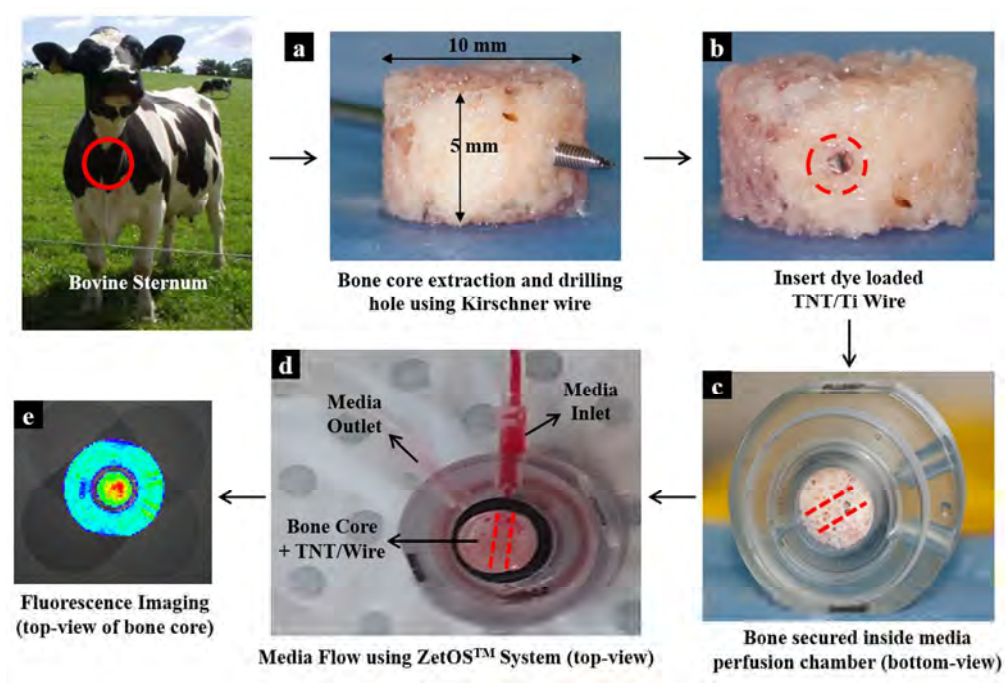 a
10 mm
5 mm
b
Bovine Sternum
Bone core extraction and drilling
hole using Kirschner wire
Insert dye loaded
TNT/Ti Wire
d
Media
Outlet
Media
Inlet
Bone Core
+ TNT/Wire
c
e
Fluorescence Imaging
(top-view of bone core)
Media Flow using ZetOS™ System (top-view)
Bone secured inside media
perfusion chamber (bottom-view)